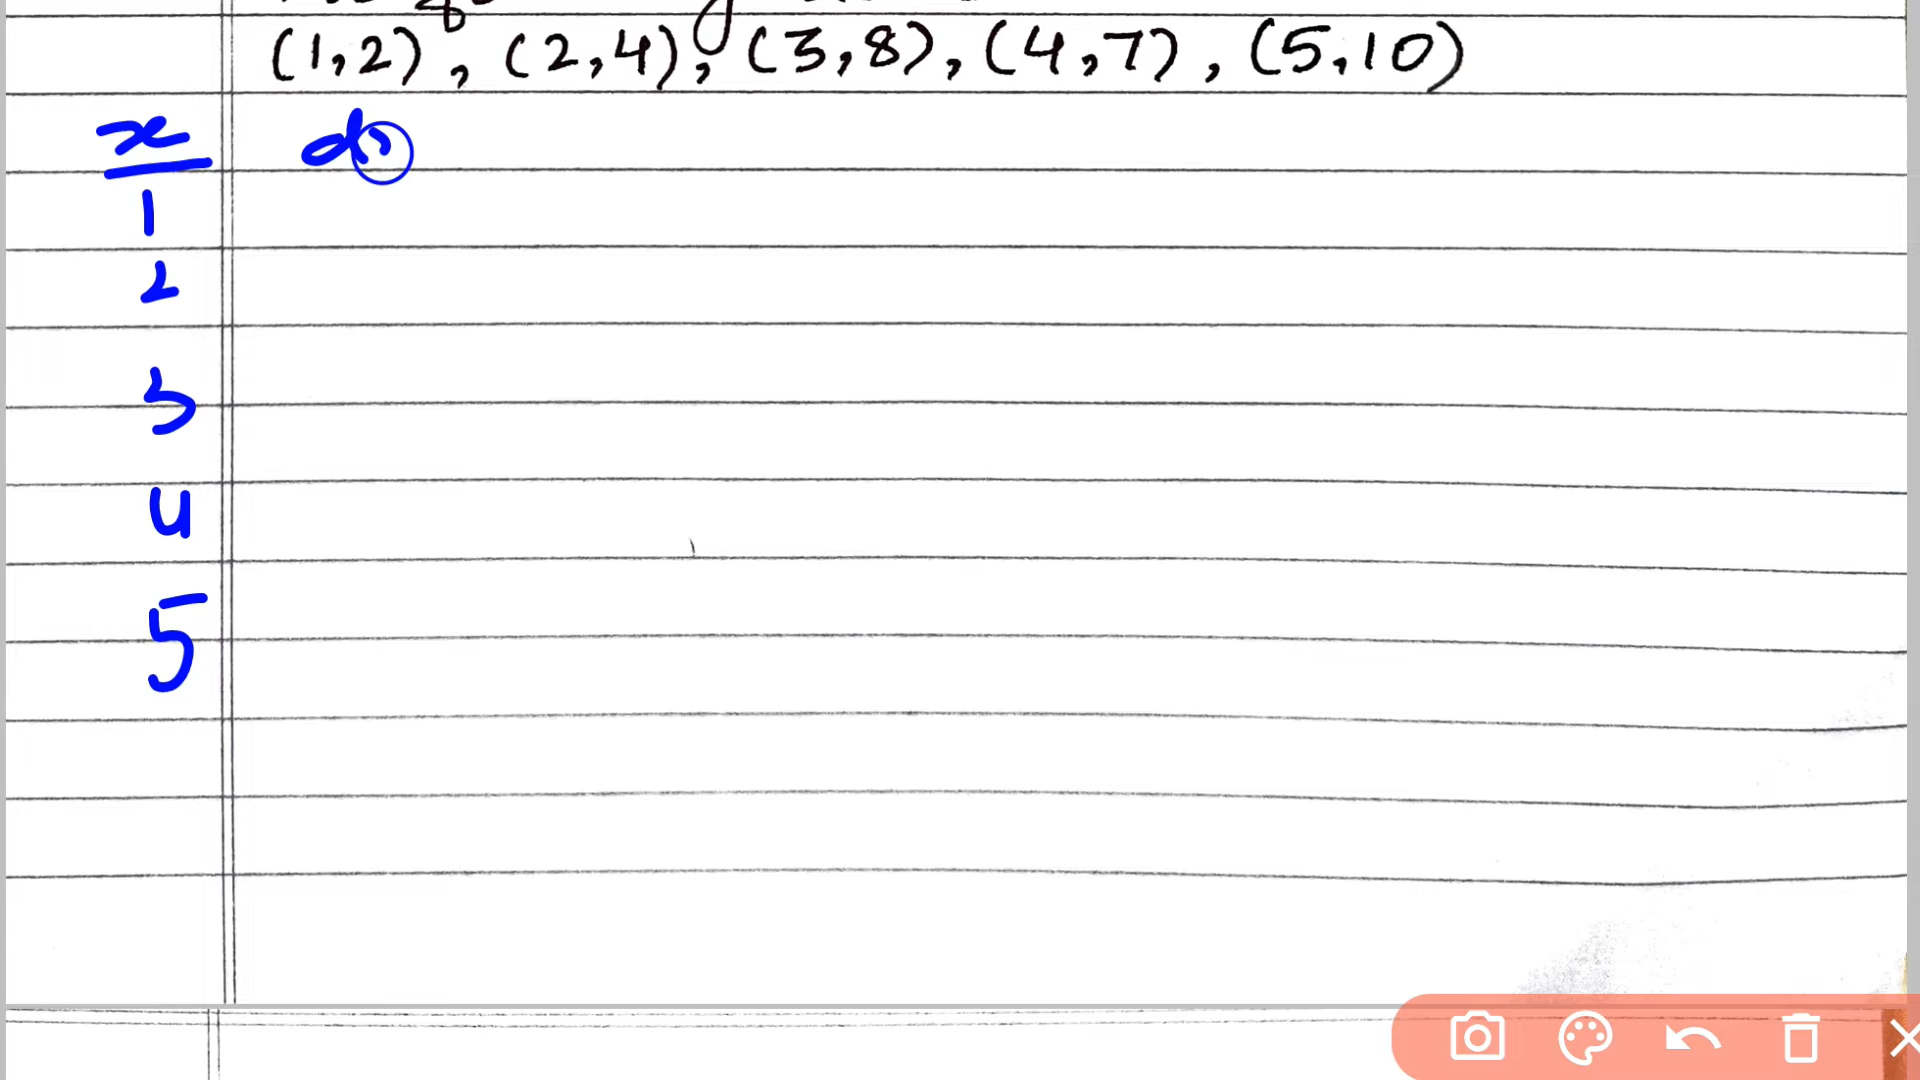 (1,2), (2,4), (3,8), (4,7), (5,10)
x
1
2
3
4
5